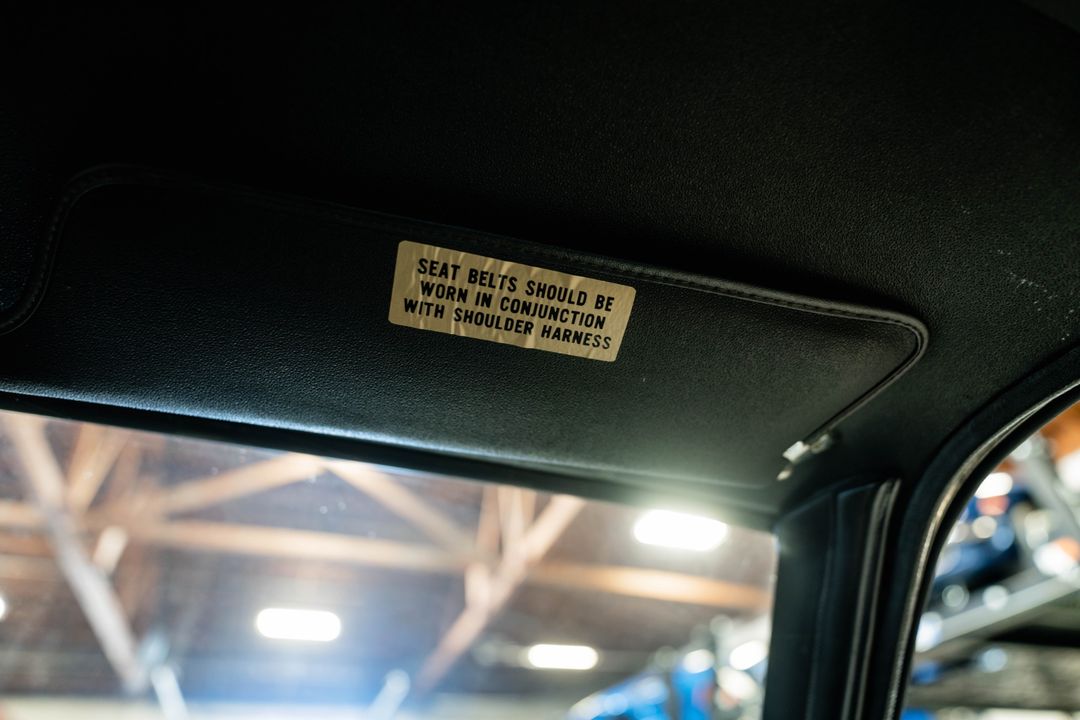 SEAT BELTS SHOULD BE
WORN IN CONJUNCTION
WITH SHOULDER HARNESS